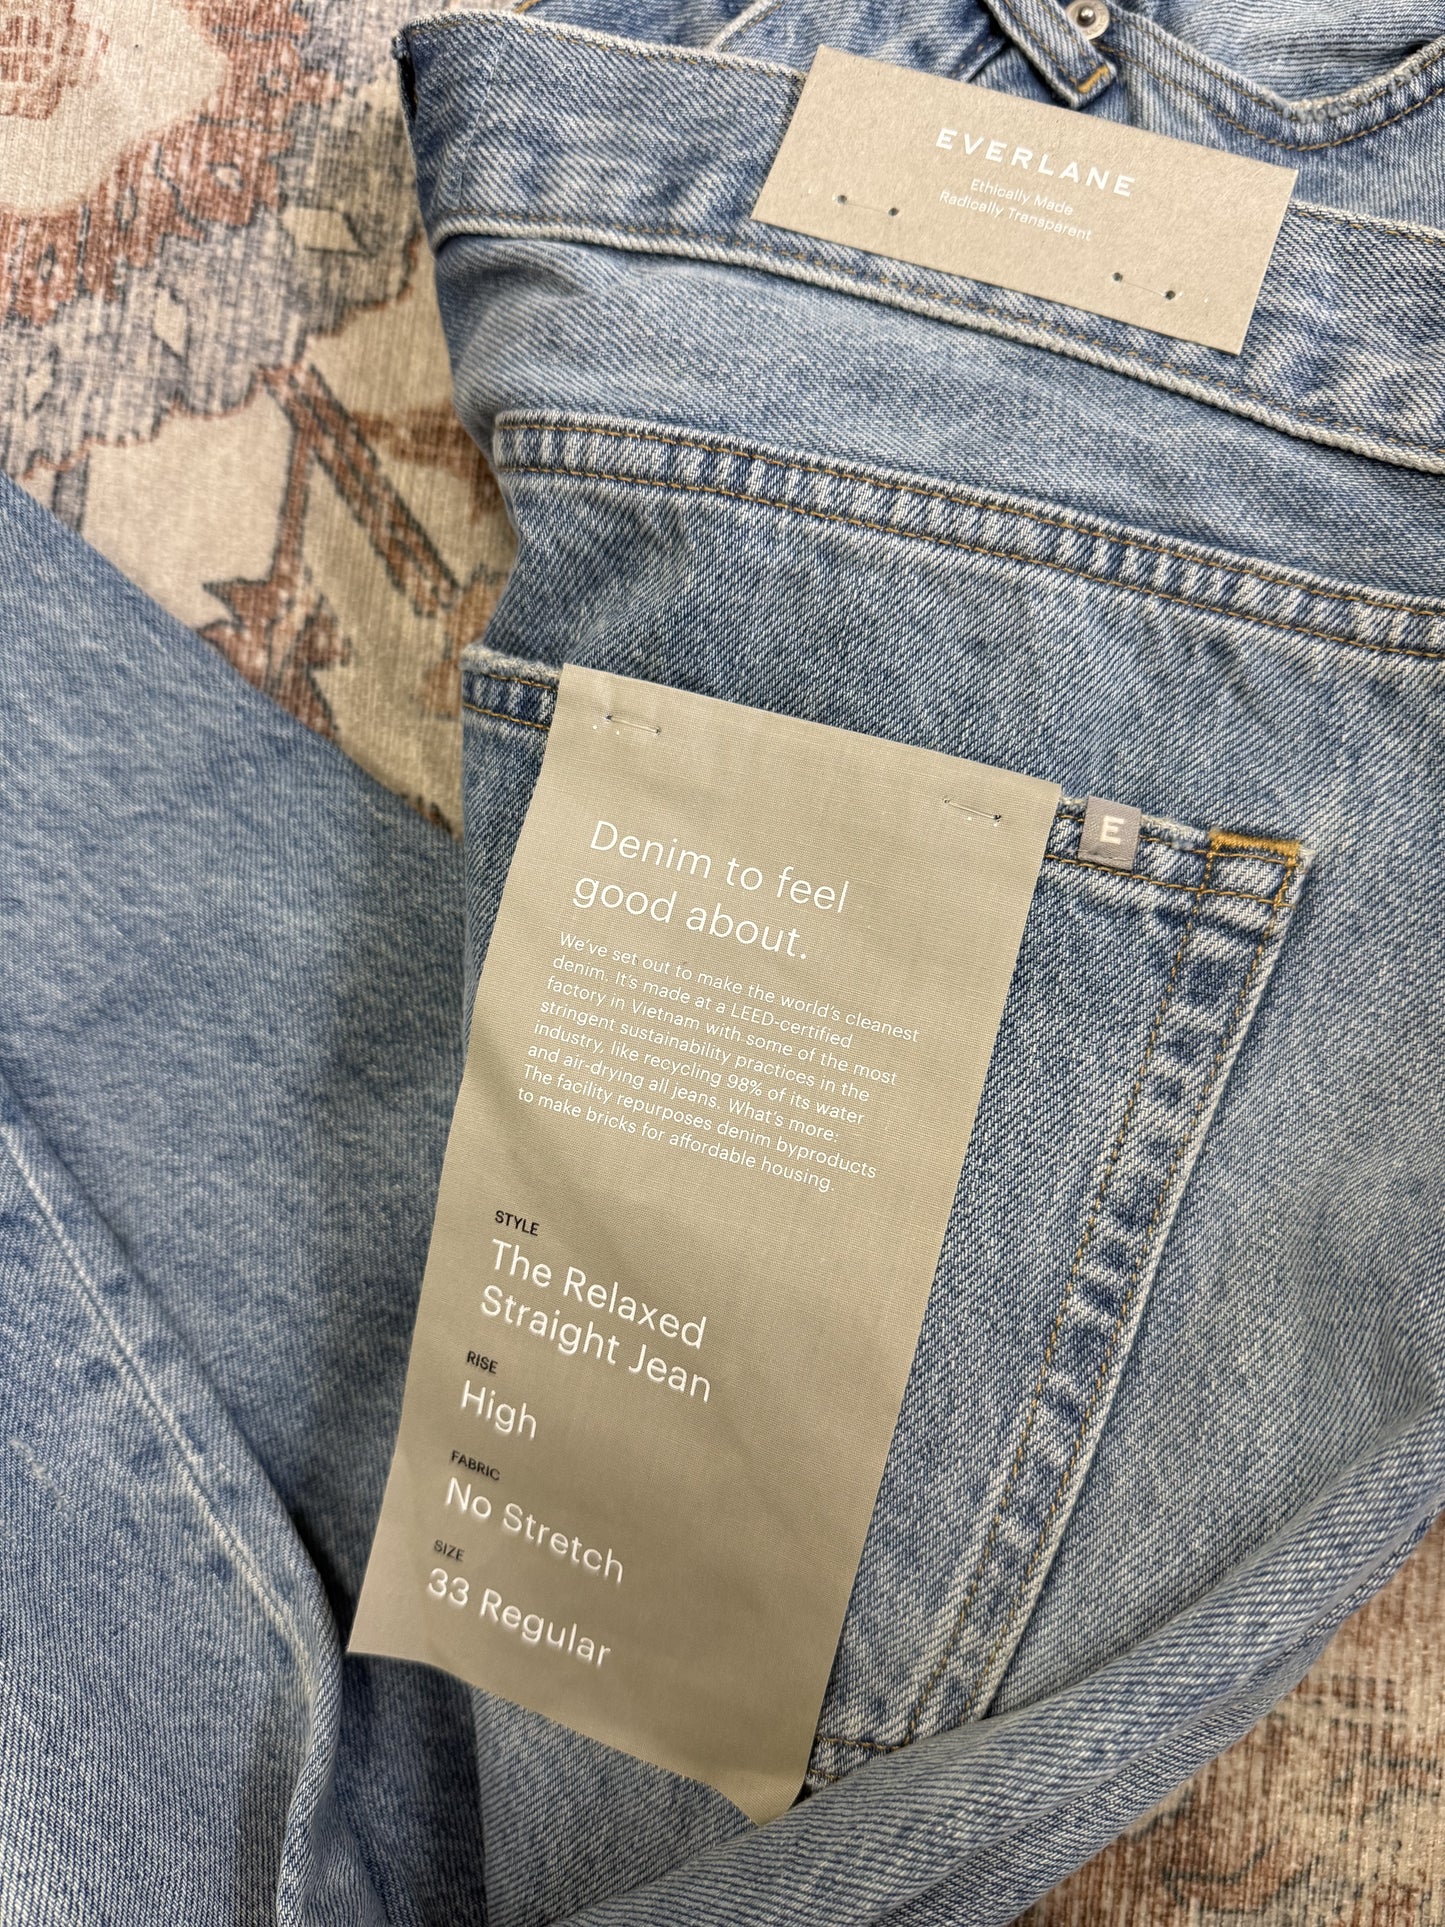 EVERLANE
Ethically Made
Radically Transparent
E
Denim to feel
good about.
We've set out to make the world's cleanest
denim. It's made at a LEED-certified
factory in Vietnam with some of the most
stringent sustainability practices in the
industry, like recycling 98% of its water
and air-drying all jeans. What's more:
The facility repurposes denim byproducts
to make bricks for affordable housing.
STYLE
The Relaxed
Straight Jean
RISE
High
FABRIC
No Stretch
SIZE
33 Regular